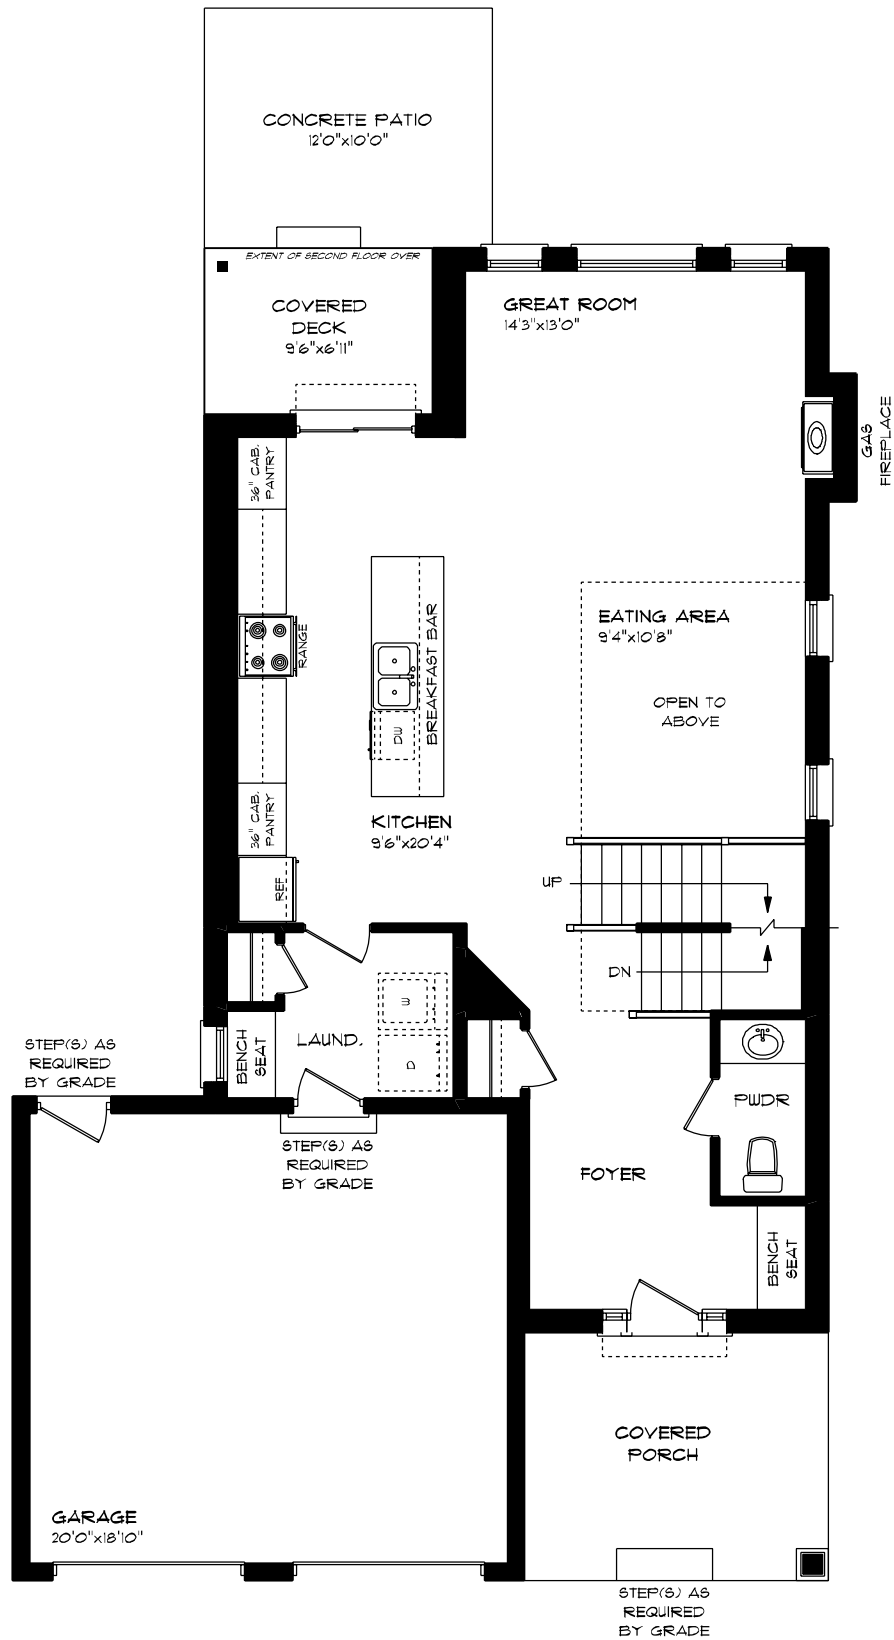 CONCRETE PATIO
12'0"x10'0"
EXTENT OF SECOND FLOOR OVER
COVERED
DECK
9'6"x6'11"
GREAT ROOM
14'3"x13'0"
GAS
FIREPLACE
36" CAB.
PANTRY
RANGE
BREAKFAST BAR
DW
EATING AREA
9'4"x10'8"
OPEN TO
ABOVE
36" CAB.
PANTRY
KITCHEN
9'6"x20'4"
REF
UP
DN
W
D
LAUND.
BENCH
SEAT
STEP(S) AS
REQUIRED
BY GRADE
PWDR
STEP(S) AS
REQUIRED
BY GRADE
FOYER
BENCH
SEAT
COVERED
PORCH
GARAGE
20'0"x18'10"
STEP(S) AS
REQUIRED
BY GRADE